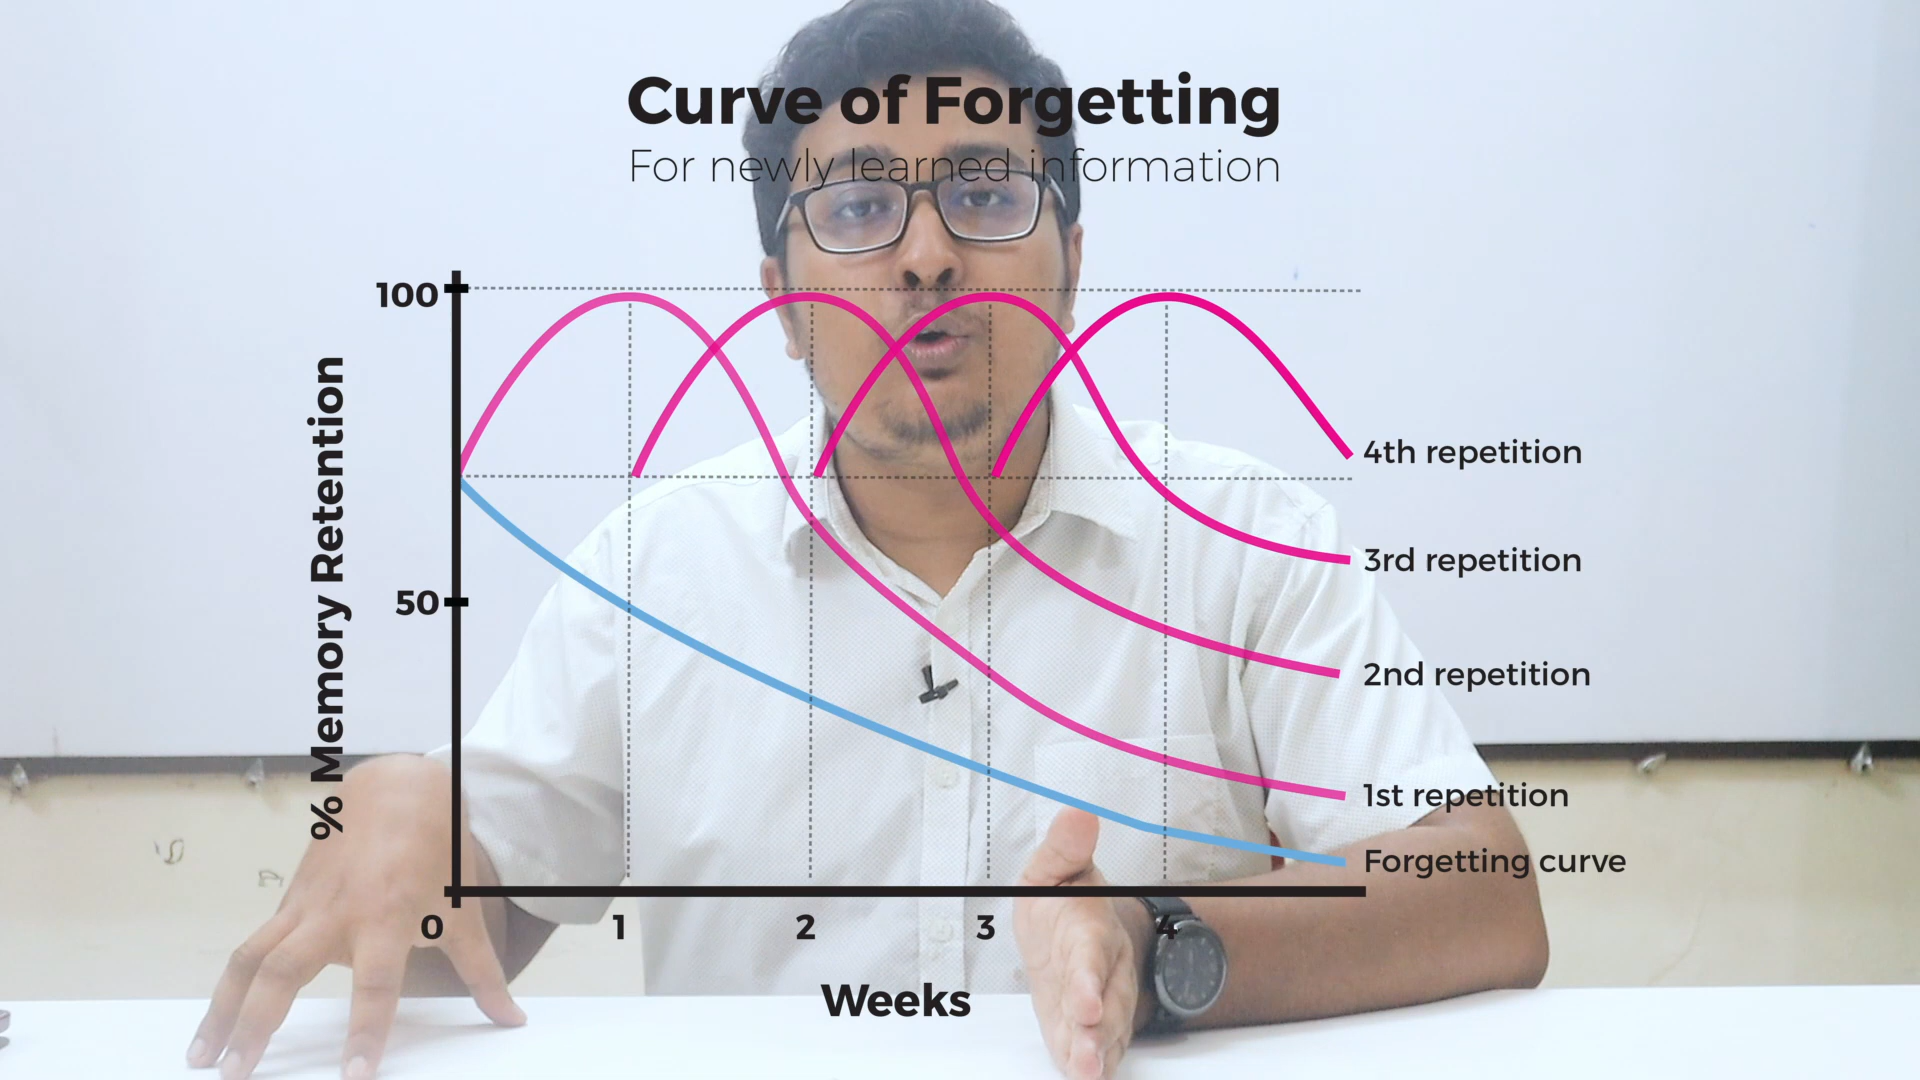 Curve of Forgetting
For newly learned information
% Memory Retention
100
50
0
1
2
3
4
Weeks
4th repetition
3rd repetition
2nd repetition
1st repetition
Forgetting curve